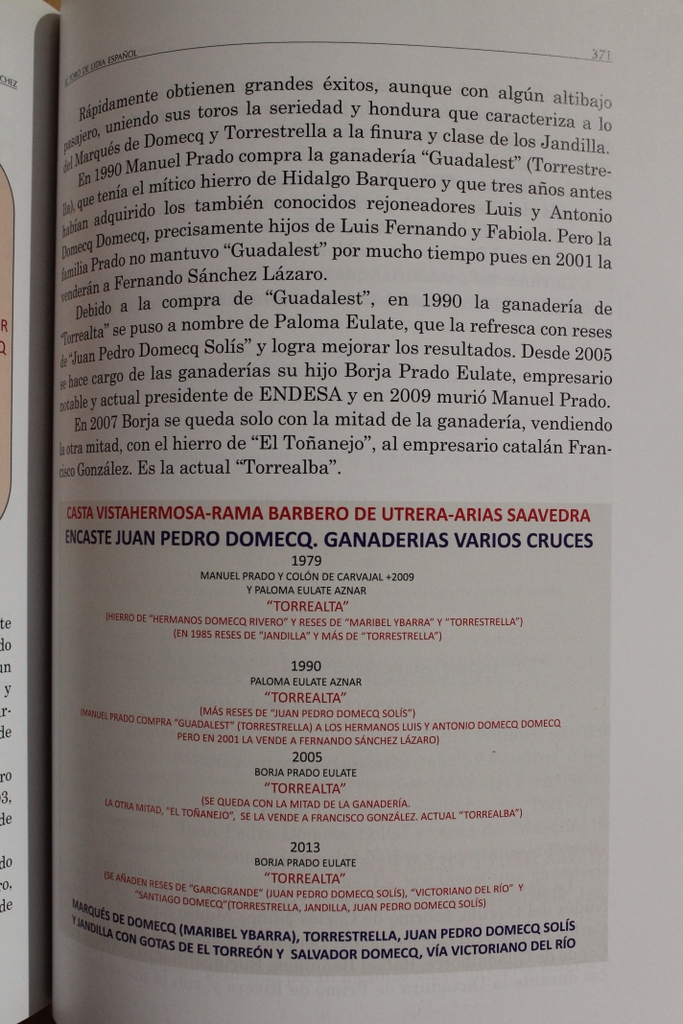 CHEZ
R
Q
te
do
un
y
r-
de
ro
3,
de
do
ro,
de
EL TORO DE LIDIA ESPAÑOL
371
Rápidamente obtienen grandes éxitos, aunque con algún altibajo
pasajero, uniendo sus toros la seriedad y hondura que caracteriza a lo
del Marqués de Domecq y Torrestrella a la finura y clase de los Jandilla.
En 1990 Manuel Prado compra la ganadería “Guadalest” (Torrestre-
lla), que tenía el mítico hierro de Hidalgo Barquero y que tres años antes
habían adquirido los también conocidos rejoneadores Luis y Antonio
Domecq Domecq, precisamente hijos de Luis Fernando y Fabiola. Pero la
familia Prado no mantuvo “Guadalest” por mucho tiempo pues en 2001 la
venderán a Fernando Sánchez Lázaro.
Debido a la compra de “Guadalest”, en 1990 la ganadería de
“Torrealta” se puso a nombre de Paloma Eulate, que la refresca con reses
de “Juan Pedro Domecq Solís” y logra mejorar los resultados. Desde 2005
se hace cargo de las ganaderías su hijo Borja Prado Eulate, empresario
notable y actual presidente de ENDESA y en 2009 murió Manuel Prado.
En 2007 Borja se queda solo con la mitad de la ganadería, vendiendo
la otra mitad, con el hierro de “El Toñanejo”, al empresario catalán Fran-
cisco González. Es la actual “Torrealba”.
CASTA VISTAHERMOSA-RAMA BARBERO DE UTRERA-ARIAS SAAVEDRA
ENCASTE JUAN PEDRO DOMECQ. GANADERIAS VARIOS CRUCES
1979
MANUEL PRADO Y COLÓN DE CARVAJAL +2009
Y PALOMA EULATE AZNAR
“TORREALTA”
(HIERRO DE “HERMANOS DOMECQ RIVERO” Y RESES DE “MARIBEL YBARRA” Y “TORRESTRELLA”)
(EN 1985 RESES DE “JANDILLA” Y MÁS DE “TORRESTRELLA”)
1990
PALOMA EULATE AZNAR
“TORREALTA”
(MÁS RESES DE “JUAN PEDRO DOMECQ SOLÍS”)
(MANUEL PRADO COMPRA “GUADALEST” (TORRESTRELLA) A LOS HERMANOS LUIS Y ANTONIO DOMECQ DOMECQ
PERO EN 2001 LA VENDE A FERNANDO SÁNCHEZ LÁZARO)
2005
BORJA PRADO EULATE
“TORREALTA”
(SE QUEDA CON LA MITAD DE LA GANADERÍA.
LA OTRA MITAD, “EL TOÑANEJO”, SE LA VENDE A FRANCISCO GONZÁLEZ. ACTUAL “TORREALBA”)
2013
BORJA PRADO EULATE
“TORREALTA”
(SE AÑADEN RESES DE “GARCIGRANDE” (JUAN PEDRO DOMECQ SOLÍS), “VICTORIANO DEL RÍO” Y
“SANTIAGO DOMECQ”(TORRESTRELLA, JANDILLA, JUAN PEDRO DOMECQ SOLÍS)
MARQUÉS DE DOMECQ (MARIBEL YBARRA), TORRESTRELLA, JUAN PEDRO DOMECQ SOLÍS
Y JANDILLA CON GOTAS DE EL TORREÓN Y SALVADOR DOMECQ, VÍA VICTORIANO DEL RÍO